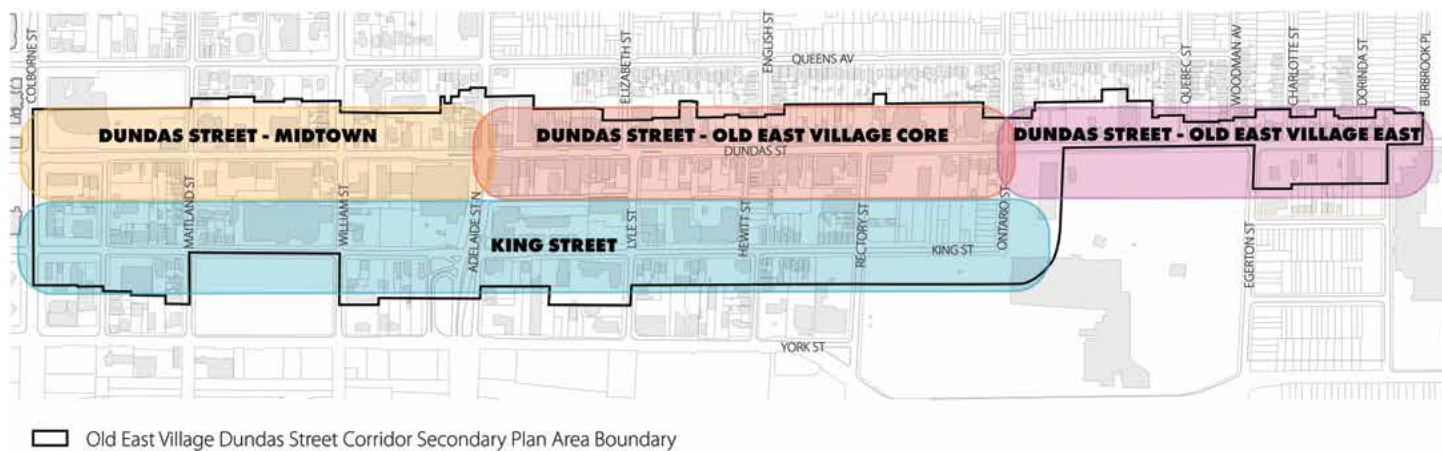 COLBORNE ST
ELIZABETH ST
ENGLISH ST
QUEENS AV
QUEBEC ST
WOODMAN AV
CHARLOTTE ST
DORINDA ST
BURBROOK PL
DUNDAS STREET - MIDTOWN
DUNDAS STREET - OLD EAST VILLAGE CORE
DUNDAS STREET - OLD EAST VILLAGE EAST
DUNDAS ST
MAITLAND ST
WILLIAM ST
ADELAIDE ST N
KING STREET
LYLE ST
HEWITT ST
RECTORY ST
KING ST
ONTARIO ST
EGERTON ST
YORK ST
Old East Village Dundas Street Corridor Secondary Plan Area Boundary